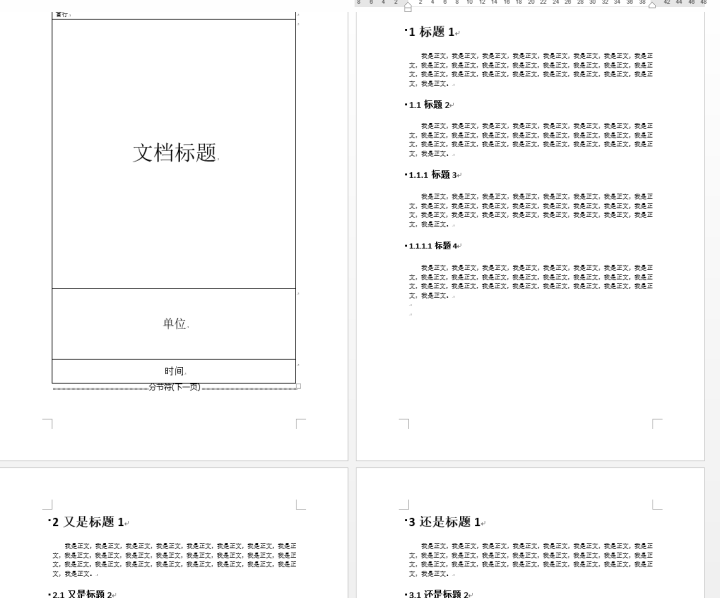 首行
文档标题
单位
时间
分节符(下一页)
8 6 4 2 2 4 6 8 10 12 14 16 18 20 22 24 26 28 30 32 34 36 38 42 44 46 48
1 标题 1
我是正文，我是正文，我是正文，我是正文，我是正文，我是正文，我是正文，我是正
文，我是正文，我是正文，我是正文，我是正文，我是正文，我是正文，我是正文，
文，我是正文，我是正文，我是正文，我是正文，我是正文，我是正文，我是正文，我是正
文，我是正文。
1.1 标题 2
我是正文，我是正文，我是正文，我是正文，我是正文，我是正文，我是正文，我是正
文，我是正文，我是正文，我是正文，我是正文，我是正文，我是正文，我是正文，我是正
文，我是正文，我是正文，我是正文，我是正文，我是正文，我是正文，我是正文，我是正
文，我是正文。
1.1.1 标题 3
我是正文，我是正文，我是正文，我是正文，我是正文，我是正文，我是正文，我是正
文，我是正文，我是正文，我是正文，我是正文，我是正文，我是正文，我是正文，我是正
文，我是正文，我是正文，我是正文，我是正文，我是正文，我是正文，我是正文，我是正
文，我是正文。
1.1.1.1 标题 4
我是正文，我是正文，我是正文，我是正文，我是正文，我是正文，我是正文，我是正
文，我是正文，我是正文，我是正文，我是正文，我是正文，我是正文，我是正文，我是正
文，我是正文，我是正文，我是正文，我是正文，我是正文，我是正文，我是正文，我是正
文，我是正文。
2 又是标题 1
我是正文，我是正文，我是正文，我是正文，我是正文，我是正文，我是正文，我是正
文，我是正文，我是正文，我是正文，我是正文，我是正文，我是正文，我是正文，我是正
文，我是正文，我是正文，我是正文，我是正文，我是正文，我是正文，我是正文，我是正
文，我是正文。
2.1 又是标题 2
3 还是标题 1
我是正文，我是正文，我是正文，我是正文，我是正文，我是正文，我是正文，我是正
文，我是正文，我是正文，我是正文，我是正文，我是正文，我是正文，我是正文，我是正
文，我是正文，我是正文，我是正文，我是正文，我是正文，我是正文，我是正文，我是正
文，我是正文。
3.1 还是标题 2